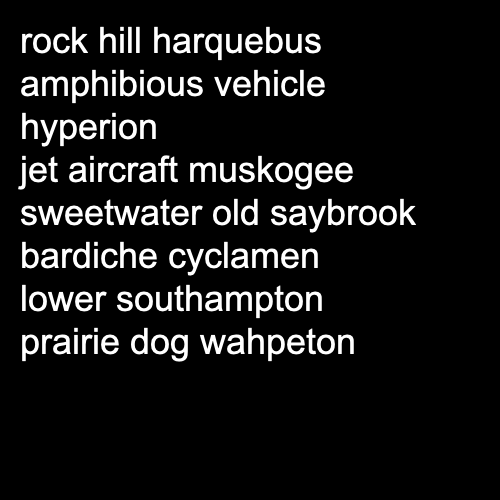 rock hill harquebus
amphibious vehicle
hyperion
jet aircraft muskogee
sweetwater old saybrook
bardiche cyclamen
lower southampton
prairie dog wahpeton